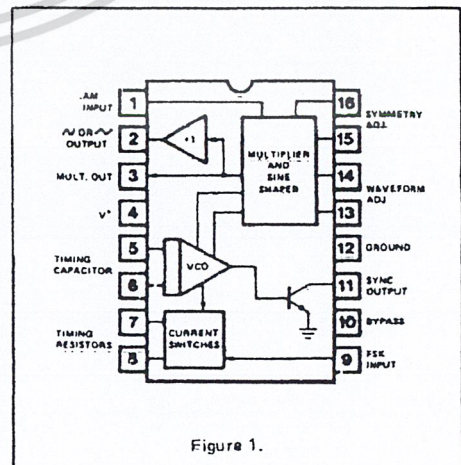 AM
INPUT 1
OR
OUTPUT 2
MULT. OUT 3
V+ 4
TIMING
CAPACITOR
5
6
TIMING
RESISTORS
7
8
+1
MULTIPLIER
AND
SINE
SHAPER
VCO
CURRENT
SWITCHES
16
SYMMETRY
ADJ.
15
14
WAVEFORM
ADJ
13
12 GROUND
11 SYNC
OUTPUT
10 BYPASS
9 FSK
INPUT
Figure 1.